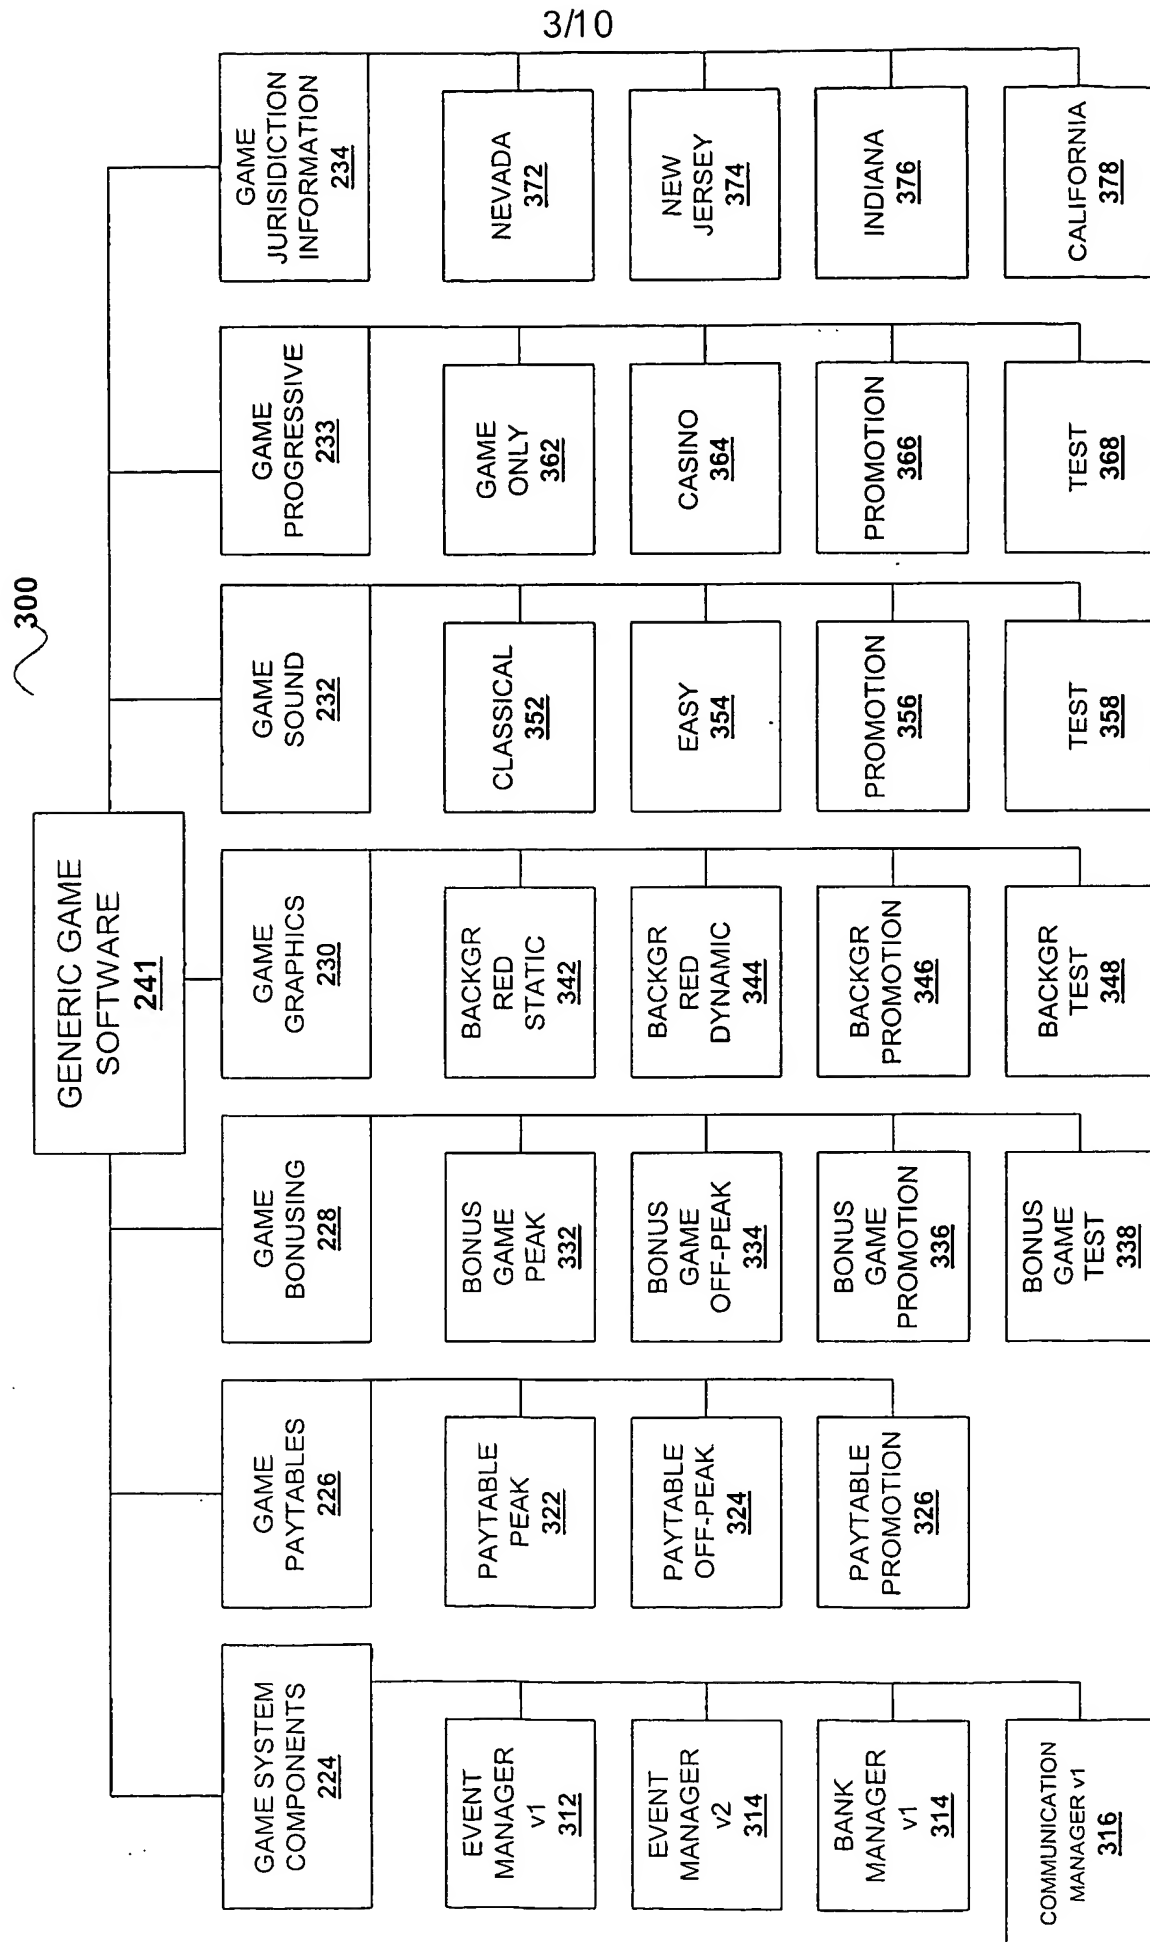 3/10
300
GENERIC GAME
SOFTWARE
241
GAME SYSTEM
COMPONENTS
224
EVENT
MANAGER
v1
312
EVENT
MANAGER
v2
314
BANK
MANAGER
v1
314
COMMUNICATION
MANAGER v1
316
GAME
PAYTABLES
226
PAYTABLE
PEAK
322
PAYTABLE
OFF-PEAK
324
PAYTABLE
PROMOTION
326
GAME
BONUSING
228
BONUS
GAME
PEAK
332
BONUS
GAME
OFF-PEAK
334
BONUS
GAME
PROMOTION
336
BONUS
GAME
TEST
338
GAME
GRAPHICS
230
BACKGR
RED
STATIC
342
BACKGR
RED
DYNAMIC
344
BACKGR
PROMOTION
346
BACKGR
TEST
348
GAME
SOUND
232
CLASSICAL
352
EASY
354
PROMOTION
356
TEST
358
GAME
PROGRESSIVE
233
GAME
ONLY
362
CASINO
364
PROMOTION
366
TEST
368
GAME
JURISIDICTION
INFORMATION
234
NEVADA
372
NEW
JERSEY
374
INDIANA
376
CALIFORNIA
378